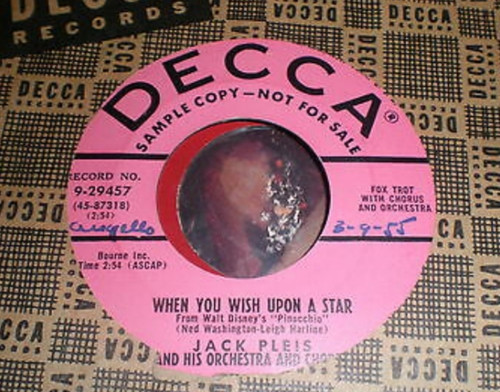 DECCA
RECORDS
DECCA®
SAMPLE COPY—NOT FOR SALE
RECORD NO.
9-29457
(45-87318)
(2:54)
FOX TROT
WITH CHORUS
AND ORCHESTRA
3-9-55
Bourne Inc.
Time 2:54 (ASCAP)
WHEN YOU WISH UPON A STAR
From Walt Disney's "Pinocchio"
(Ned Washington-Leigh Harline)
JACK PLEIS
AND HIS ORCHESTRA AND CHOR